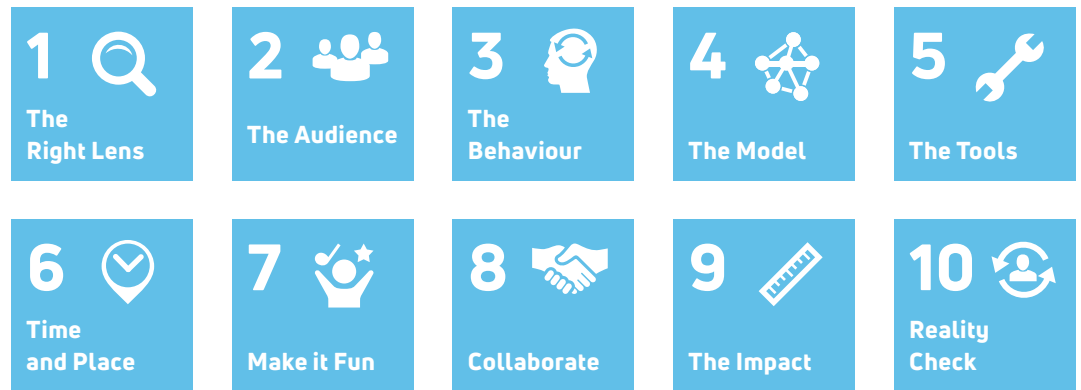 1
The
Right Lens
2
The Audience
3
The
Behaviour
4
The Model
5
The Tools
6
Time
and Place
7
Make it Fun
8
Collaborate
9
The Impact
10
Reality
Check